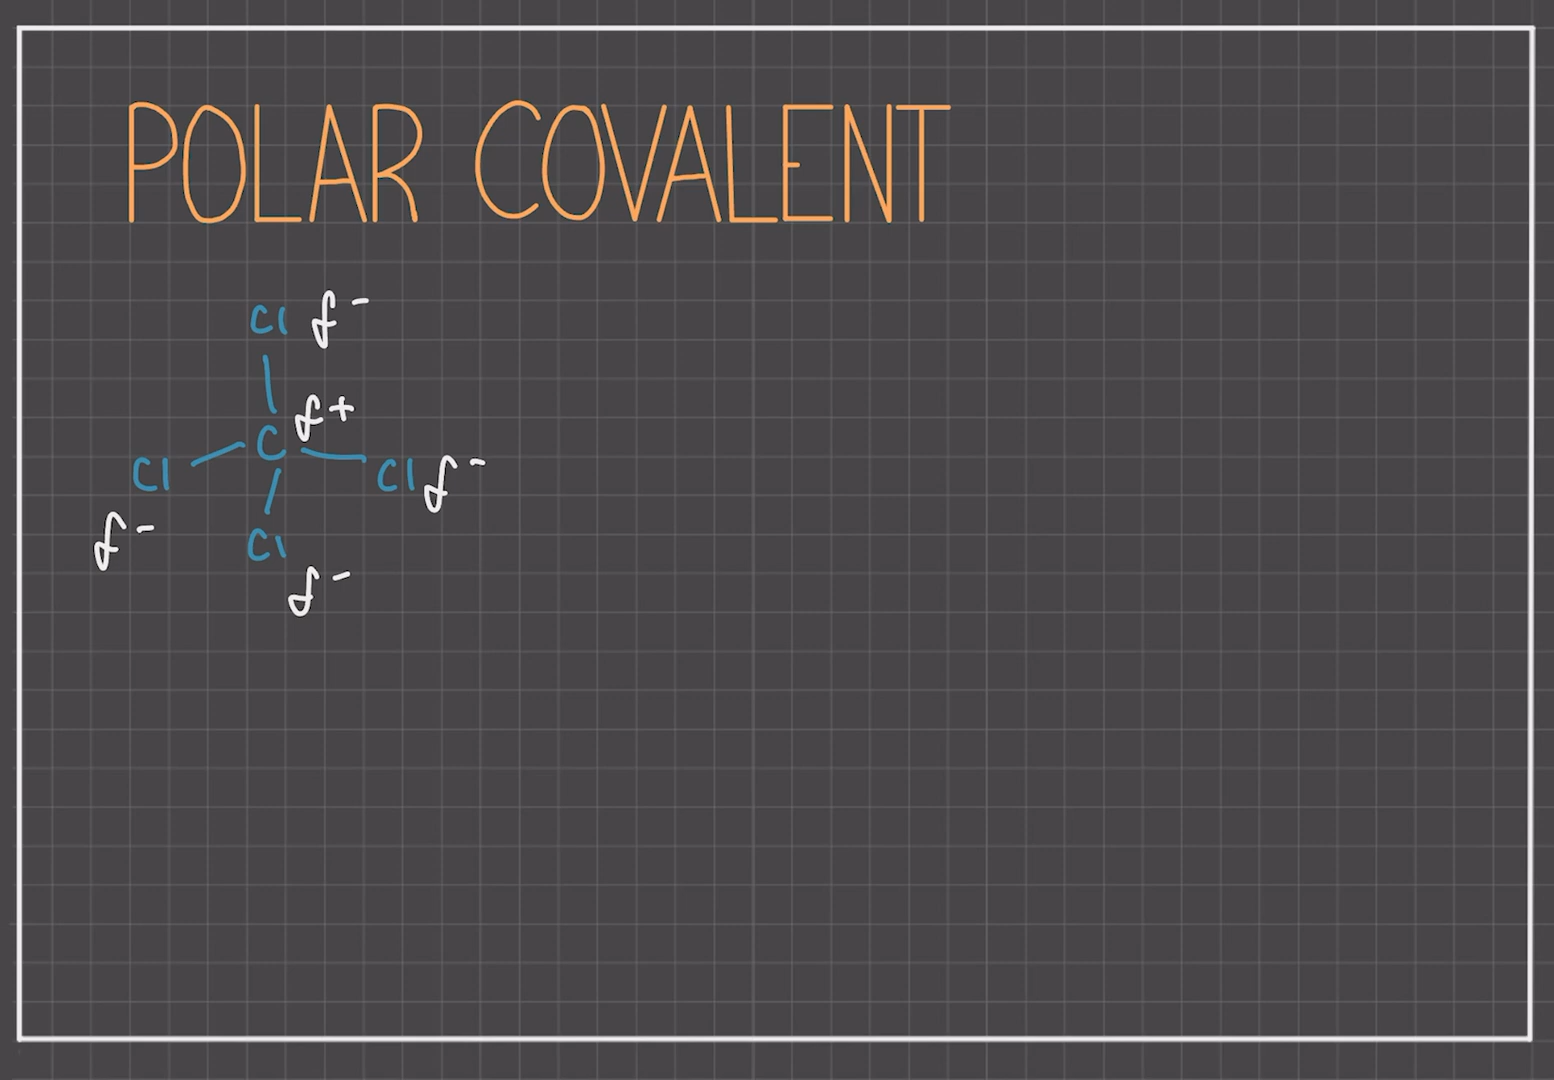 POLAR COVALENT
Cl δ-
C δ+
Cl Cl δ-
δ- Cl
δ-